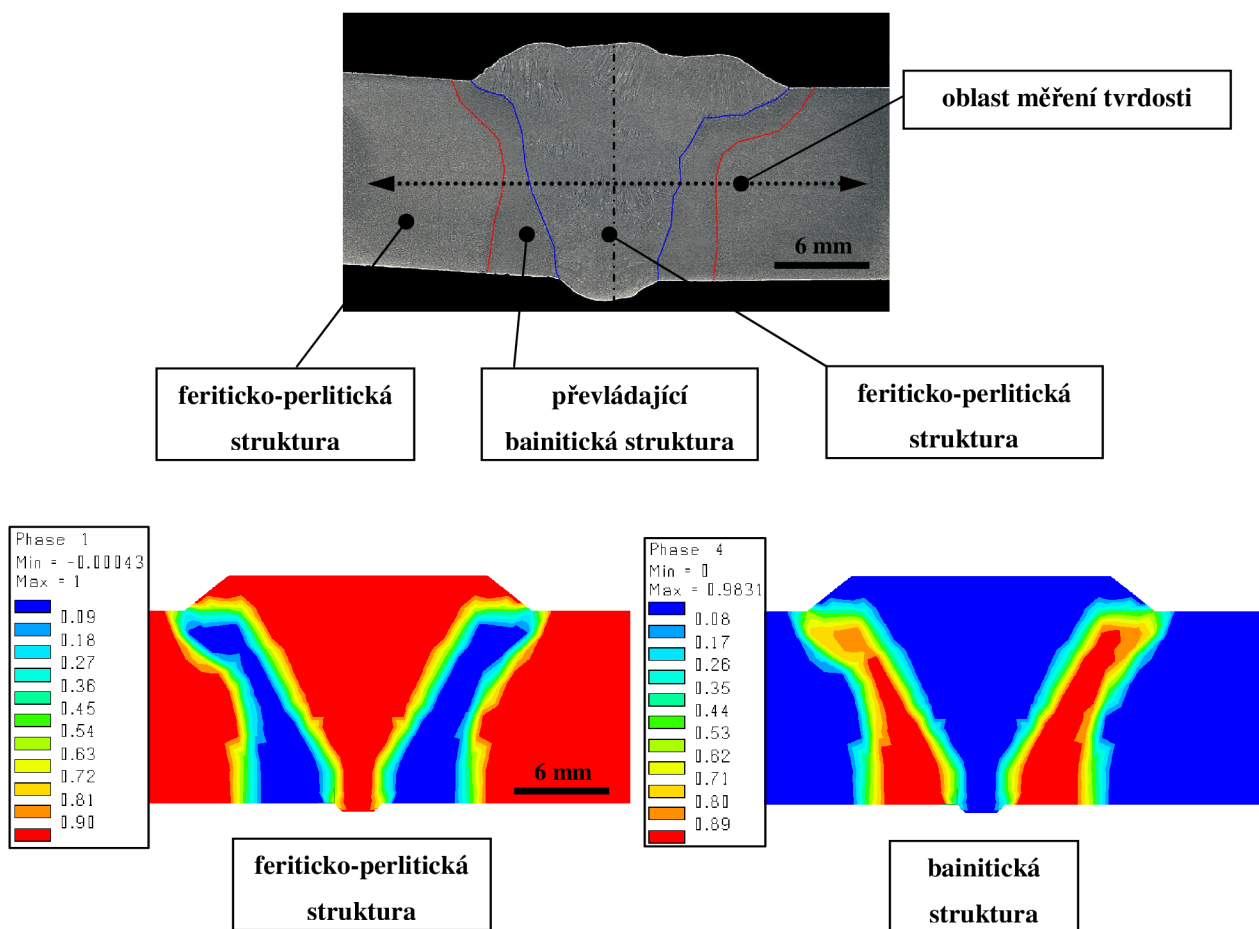 oblast měření tvrdosti
6 mm
feriticko-perlitická
struktura
převládající
bainitická struktura
feriticko-perlitická
struktura
Phase 1
Min = -0.00043
Max = 1
0.09
0.18
0.27
0.36
0.45
0.54
0.63
0.72
0.81
0.90
6 mm
feriticko-perlitická
struktura
Phase 4
Min = 0
Max = 0.9831
0.08
0.17
0.26
0.35
0.44
0.53
0.62
0.71
0.80
0.89
bainitická
struktura